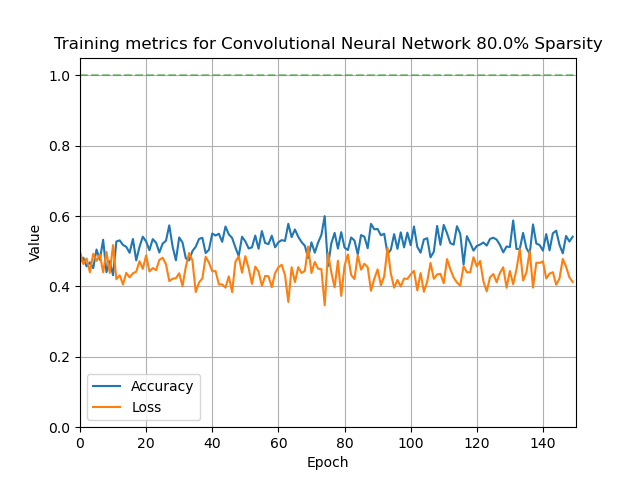 Training metrics for Convolutional Neural Network 80.0% Sparsity
1.0
0.8
0.6
0.4
0.2
0.0
Value
Accuracy
Loss
0 20 40 60 80 100 120 140
Epoch